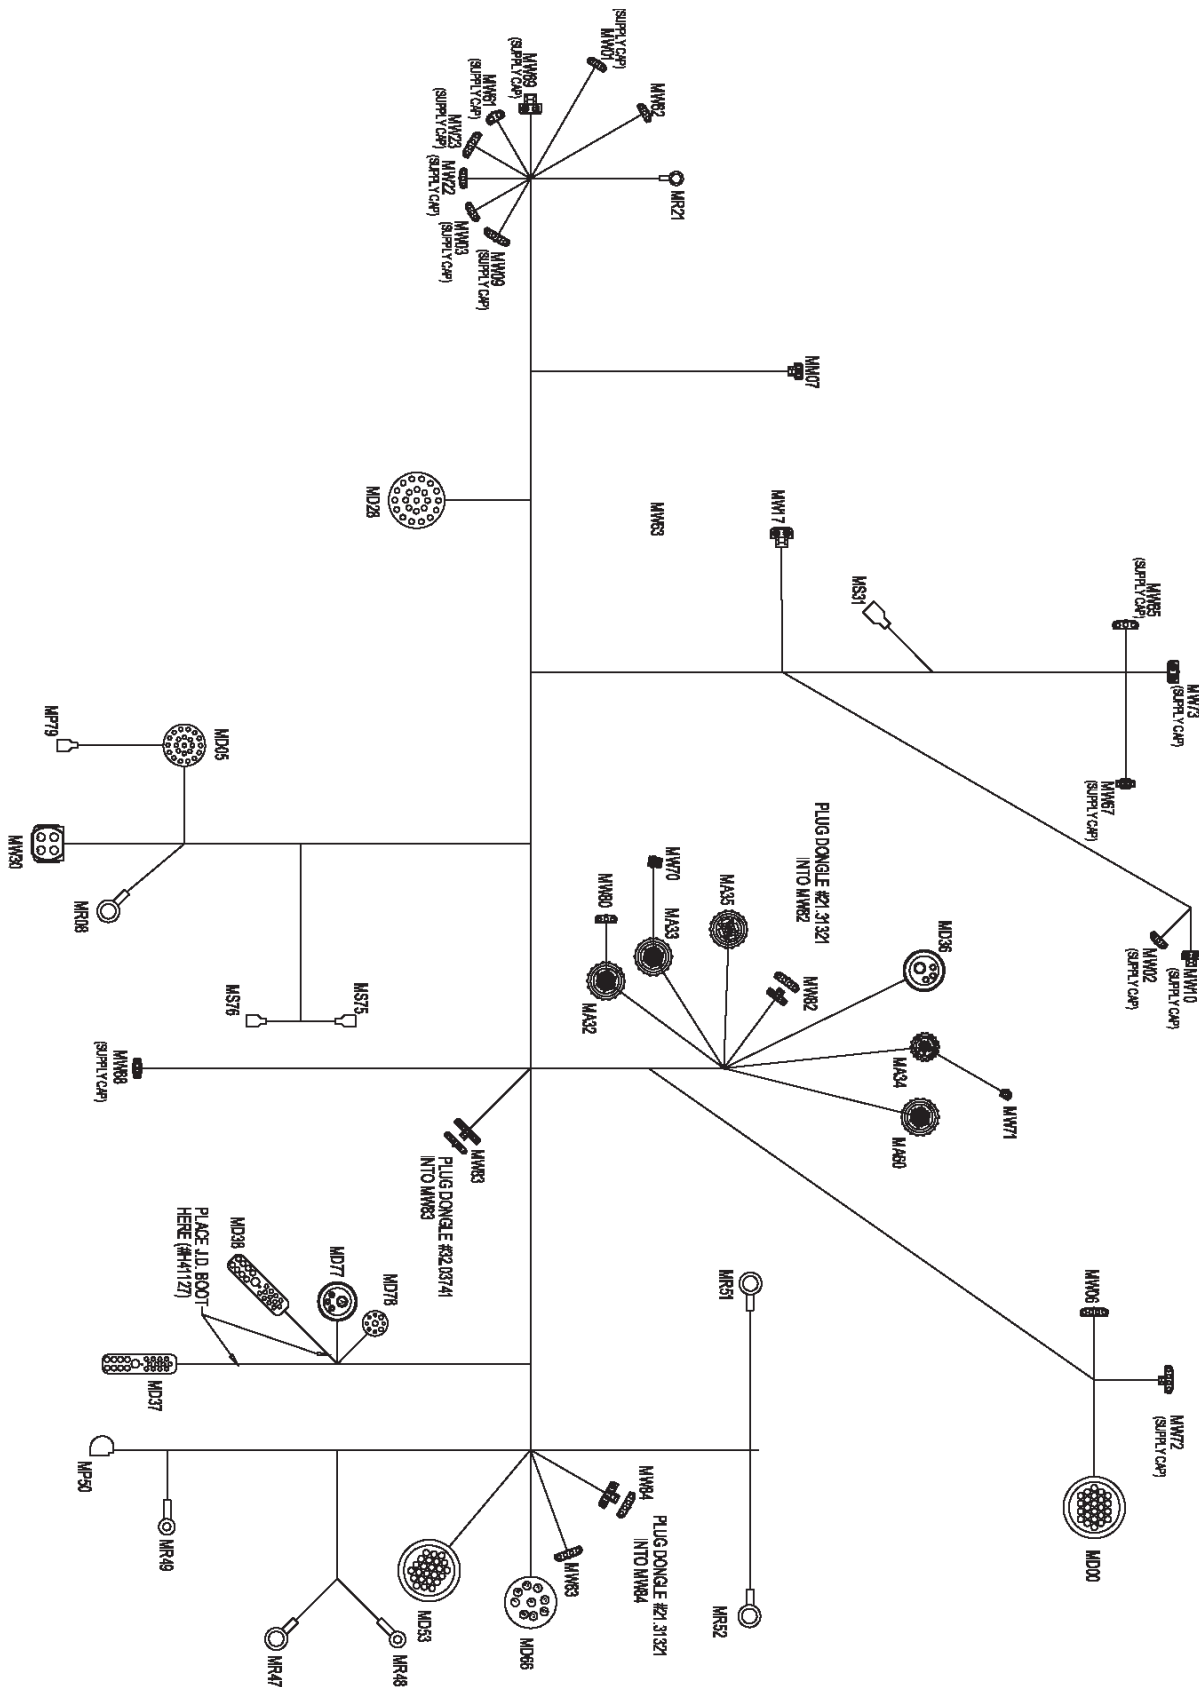 MW01
(SUPPLY CAP)
MW62
MW69
(SUPPLY CAP)
MW61
(SUPPLY CAP)
MW23
(SUPPLY CAP)
MW22
(SUPPLY CAP)
MW03
(SUPPLY CAP)
MW09
(SUPPLY CAP)
MR21
MM07
MD28
MW63
MW17
MS31
MW65
(SUPPLY CAP)
MW73
(SUPPLY CAP)
MW67
(SUPPLY CAP)
MW10
(SUPPLY CAP)
MW02
(SUPPLY CAP)
MP79
MD05
MW30
MR08
MS76
MS75
PLUG DONGLE #21.31321
INTO MW82
MW70
MW80
MA33
MA35
MA32
MW82
MD36
MA34
MW71
MA60
MW68
(SUPPLY CAP)
MW83
PLUG DONGLE #32.03741
INTO MW83
PLACE J.D. BOOT
HERE (#H41127)
MD38
MD77
MD78
MD37
MR51
MW06
MW72
(SUPPLY CAP)
MD00
MP50
MR49
MR47
MR48
MD53
MD66
MW63
MW84
PLUG DONGLE #21.31321
INTO MW84
MR52